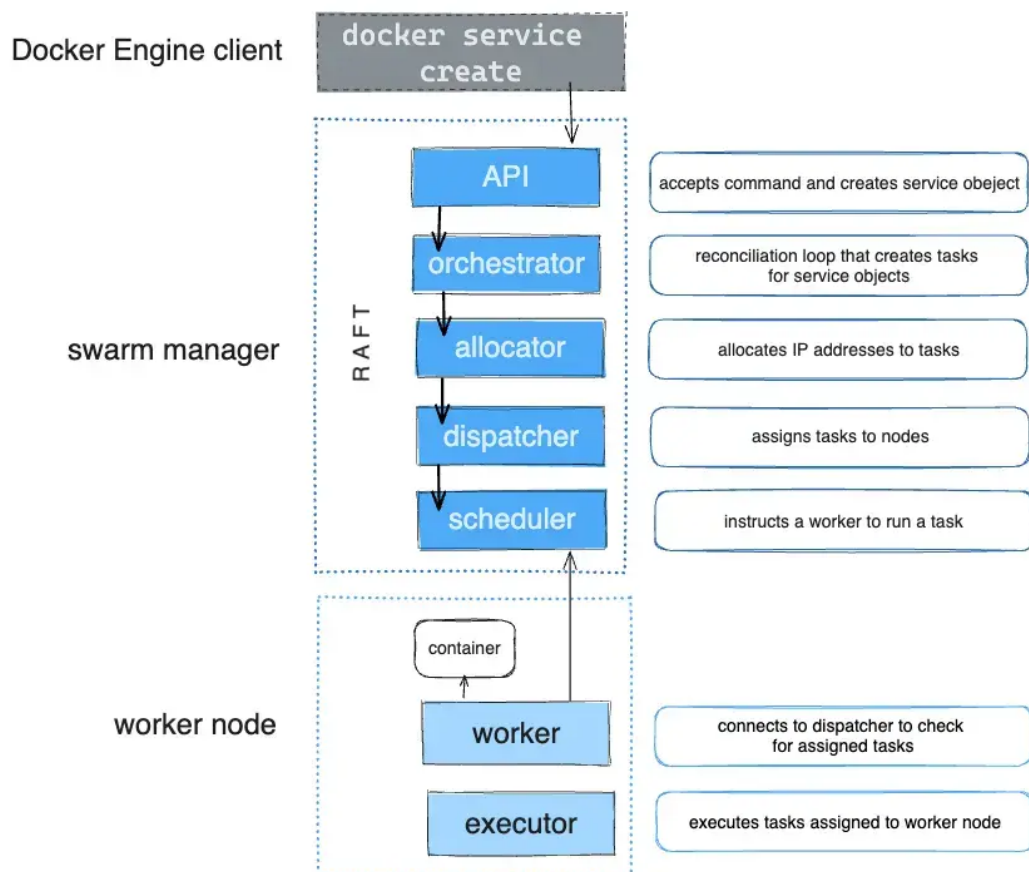 Docker Engine client
docker service
create
API
accepts command and creates service obeject
orchestrator
reconciliation loop that creates tasks
for service objects
swarm manager
RAFT
allocator
allocates IP addresses to tasks
dispatcher
assigns tasks to nodes
scheduler
instructs a worker to run a task
container
worker node
worker
connects to dispatcher to check
for assigned tasks
executor
executes tasks assigned to worker node